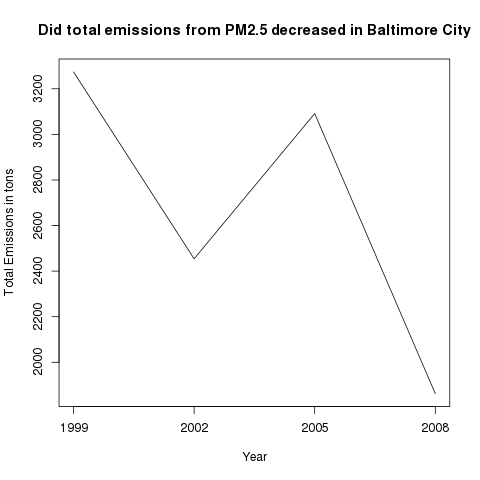 Did total emissions from PM2.5 decreased in Baltimore City
Total Emissions in tons
3200
3000
2800
2600
2400
2200
2000
1999 2002 2005 2008
Year